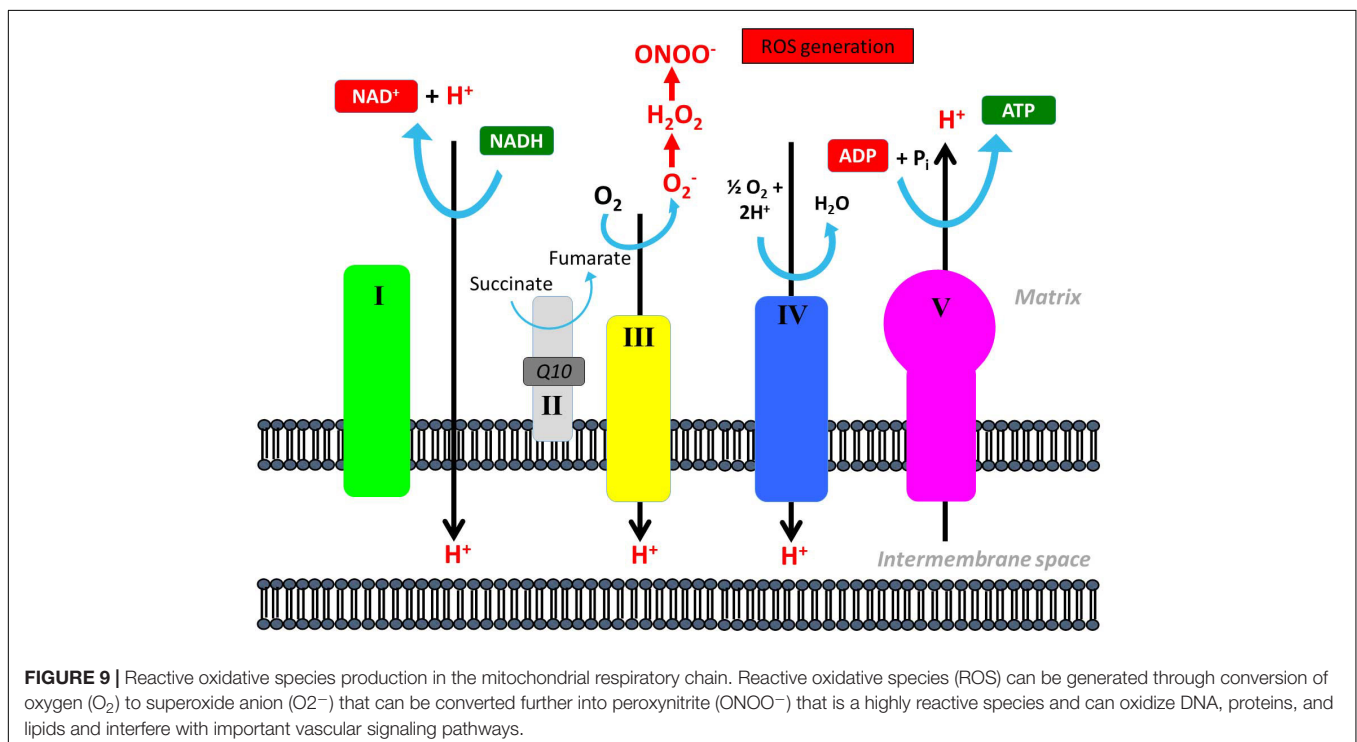 ROS generation
ONOO⁻
H₂O₂
O₂⁻
NAD⁺ + H⁺
NADH
O₂
½ O₂ +
2H⁺
H₂O
H⁺
ATP
ADP + Pᵢ
Succinate
Fumarate
I
Q10
II
III
IV
V
Matrix
H⁺
H⁺
H⁺
Intermembrane space
FIGURE 9 | Reactive oxidative species production in the mitochondrial respiratory chain. Reactive oxidative species (ROS) can be generated through conversion of
oxygen (O₂) to superoxide anion (O2−) that can be converted further into peroxynitrite (ONOO−) that is a highly reactive species and can oxidize DNA, proteins, and
lipids and interfere with important vascular signaling pathways.